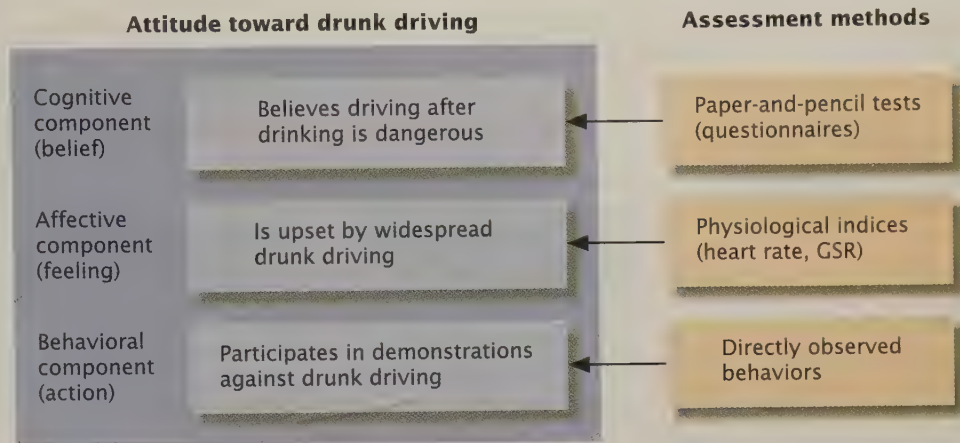 Attitude toward drunk driving
Assessment methods
Cognitive
component
(belief)
Believes driving after
drinking is dangerous
Paper-and-pencil tests
(questionnaires)
Affective
component
(feeling)
Is upset by widespread
drunk driving
Physiological indices
(heart rate, GSR)
Behavioral
component
(action)
Participates in demonstrations
against drunk driving
Directly observed
behaviors